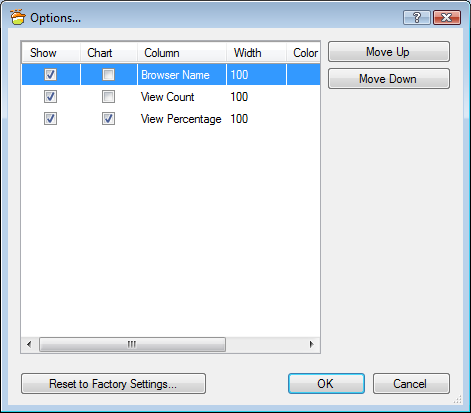 Options...
Show Chart Column Width Color
Move Up
Browser Name 100
Move Down
View Count 100
View Percentage 100
Reset to Factory Settings...
OK
Cancel